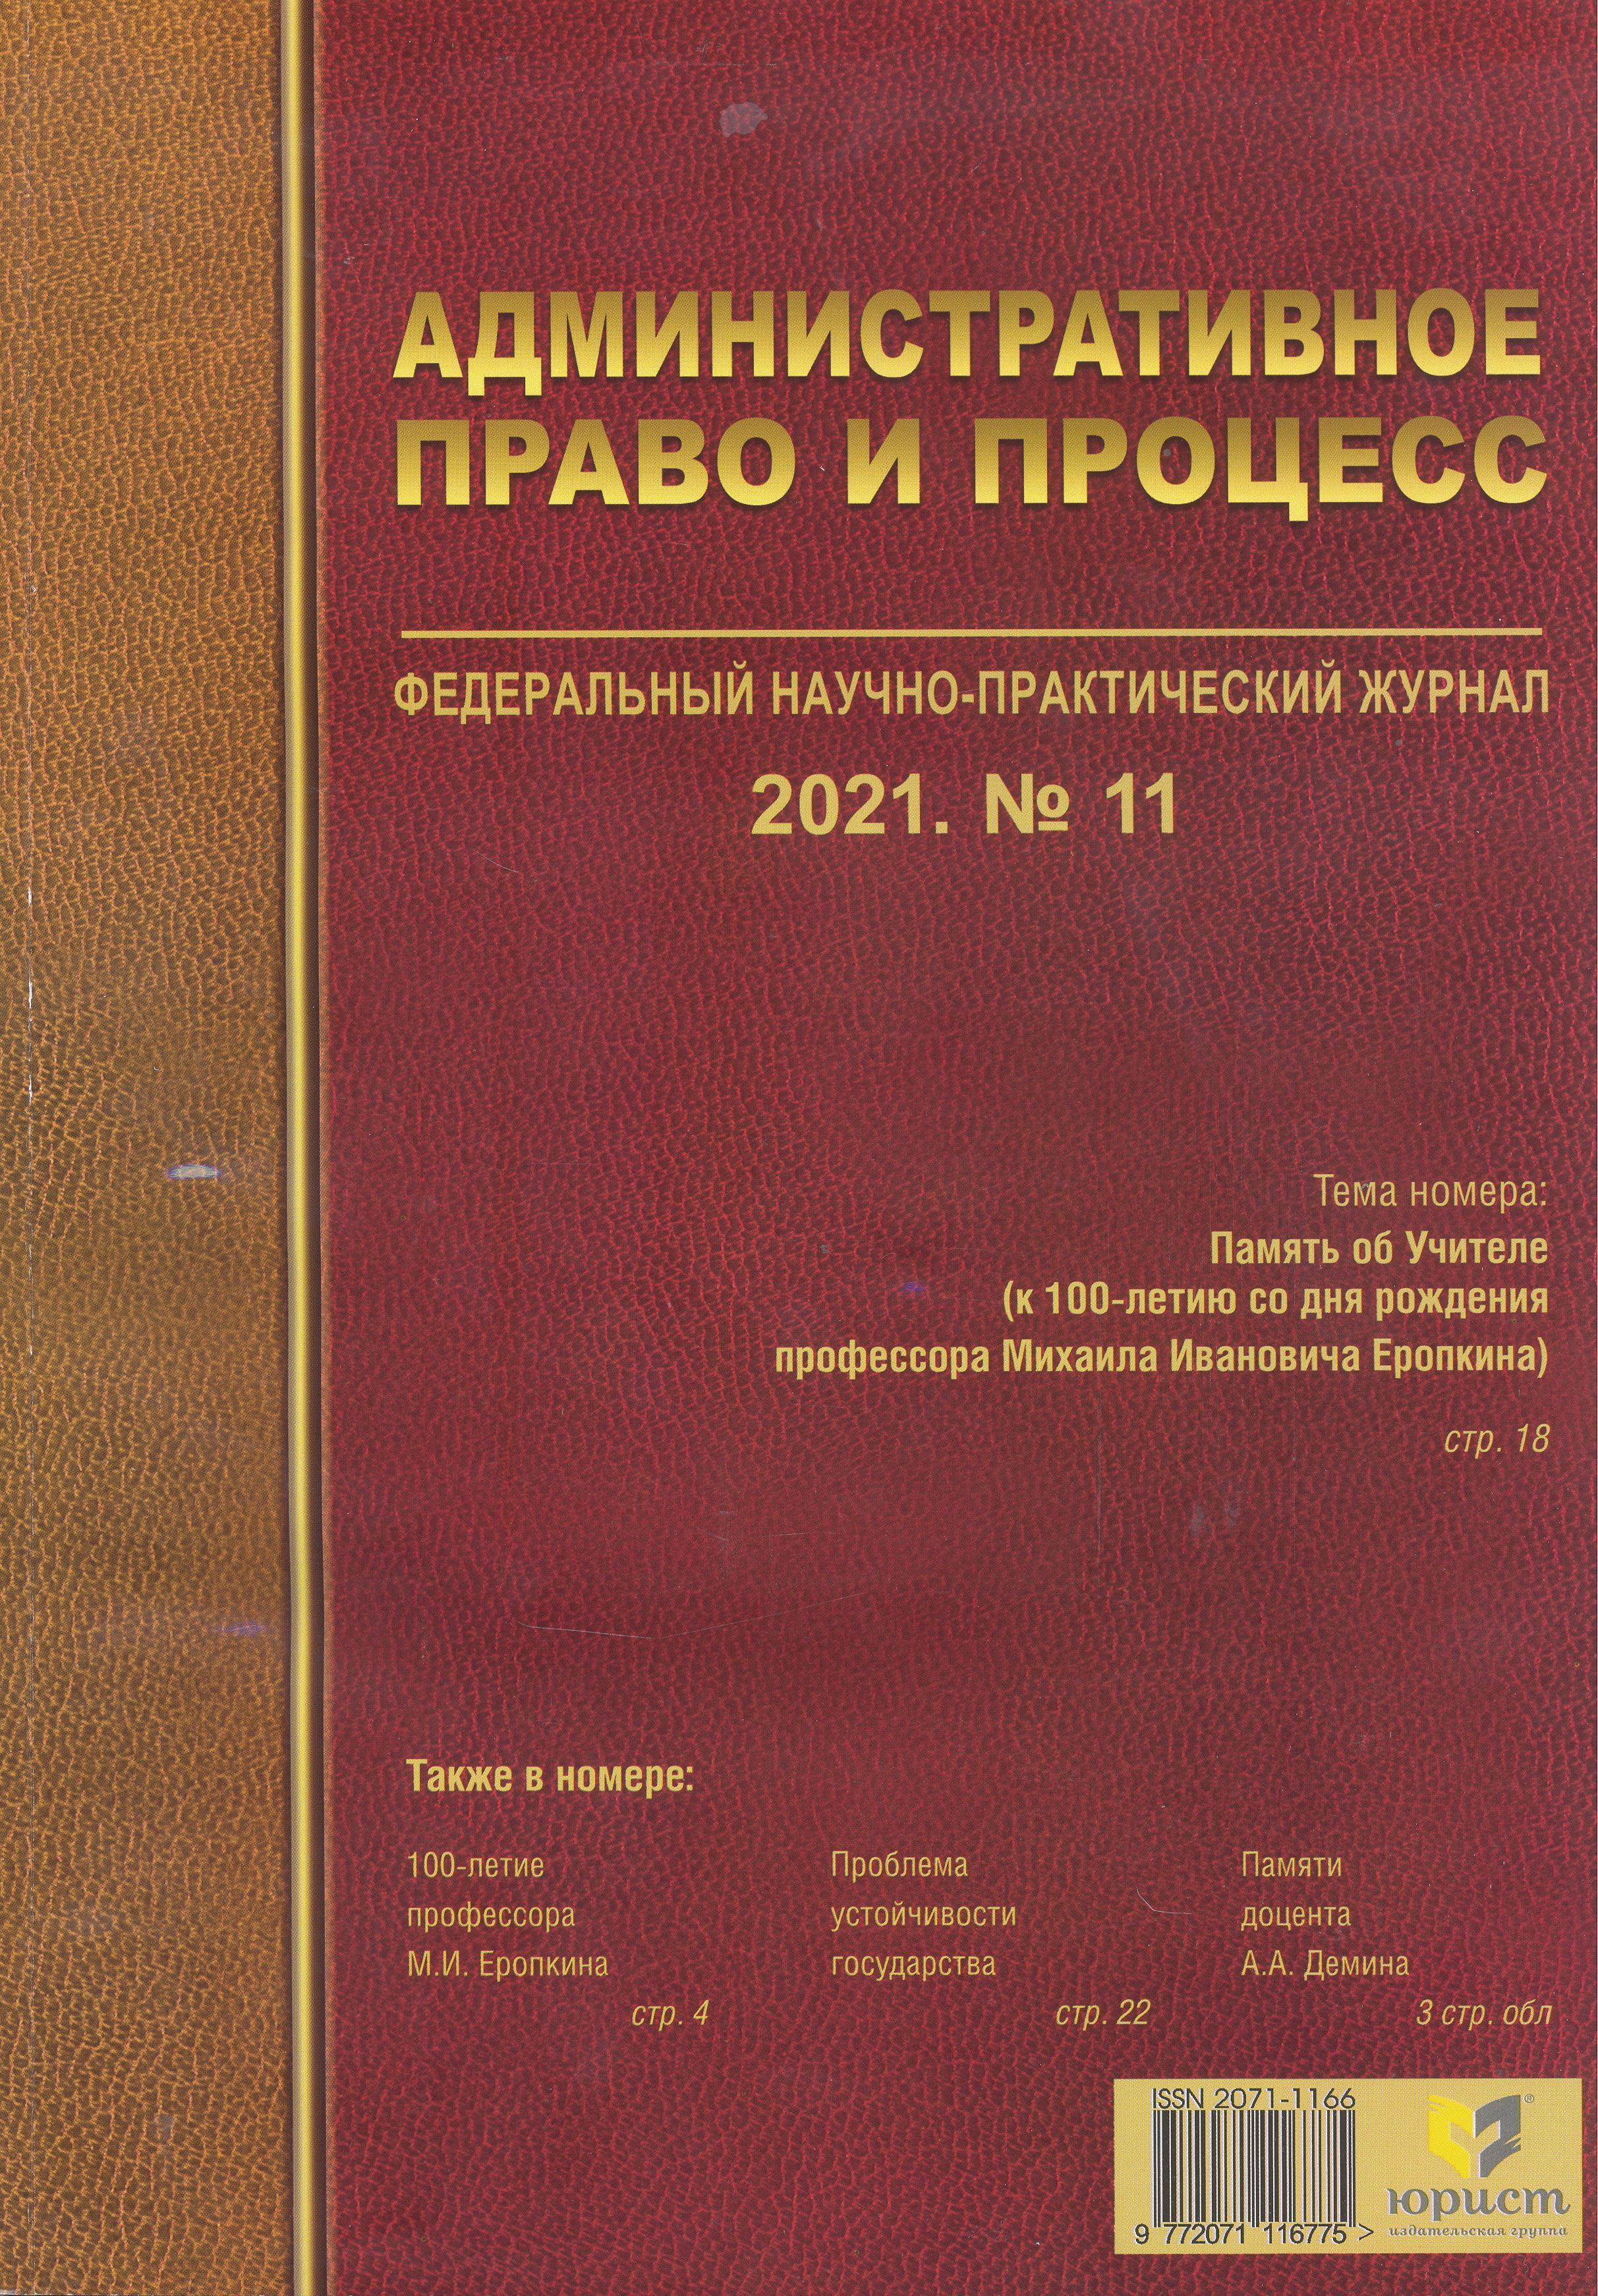 АДМИНИСТРАТИВНОЕ
ПРАВО И ПРОЦЕСС
ФЕДЕРАЛЬНЫЙ НАУЧНО-ПРАКТИЧЕСКИЙ ЖУРНАЛ
2021. № 11
Тема номера:
Память об Учителе
(к 100-летию со дня рождения
профессора Михаила Ивановича Еропкина)
стр. 18
Также в номере:
100-летие
профессора
М.И. Еропкина
стр. 4
Проблема
устойчивости
государства
стр. 22
Памяти
доцента
А.А. Демина
3 стр. обл
ISSN 2071-1166
9 772071 116775 >
®
юрист
издательская группа